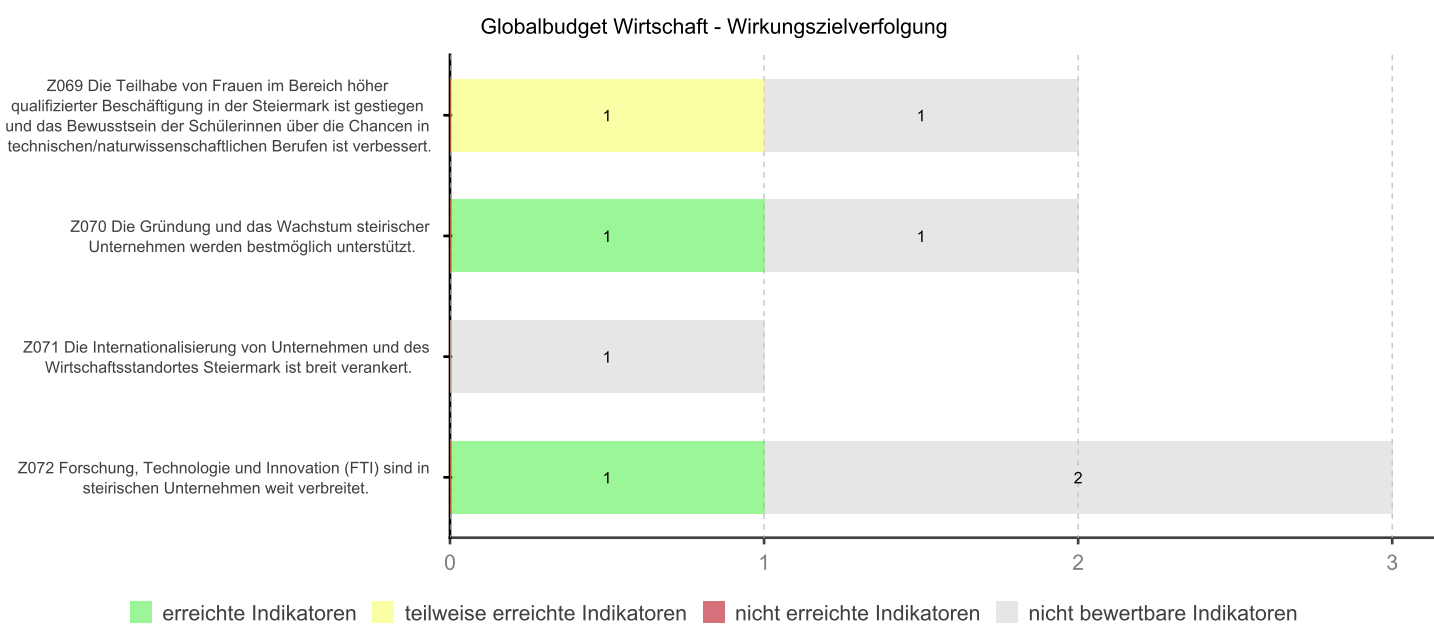 Globalbudget Wirtschaft - Wirkungszielverfolgung
Z069 Die Teilhabe von Frauen im Bereich höher
qualifizierter Beschäftigung in der Steiermark ist gestiegen
und das Bewusstsein der Schülerinnen über die Chancen in
technischen/naturwissenschaftlichen Berufen ist verbessert.
1
1
Z070 Die Gründung und das Wachstum steirischer
Unternehmen werden bestmöglich unterstützt.
1
1
Z071 Die Internationalisierung von Unternehmen und des
Wirtschaftsstandortes Steiermark ist breit verankert.
1
Z072 Forschung, Technologie und Innovation (FTI) sind in
steirischen Unternehmen weit verbreitet.
1
2
0 1 2 3
erreichte Indikatoren teilweise erreichte Indikatoren nicht erreichte Indikatoren nicht bewertbare Indikatoren